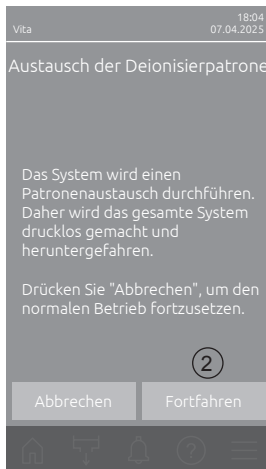 18:04
Vita
07.04.2025
Austausch der Deionisierpatrone
Das System wird einen
Patronenaustausch durchführen.
Daher wird das gesamte System
drucklos gemacht und
heruntergefahren.
Drücken Sie "Abbrechen", um den
normalen Betrieb fortzusetzen.
2
Abbrechen
Fortfahren
?